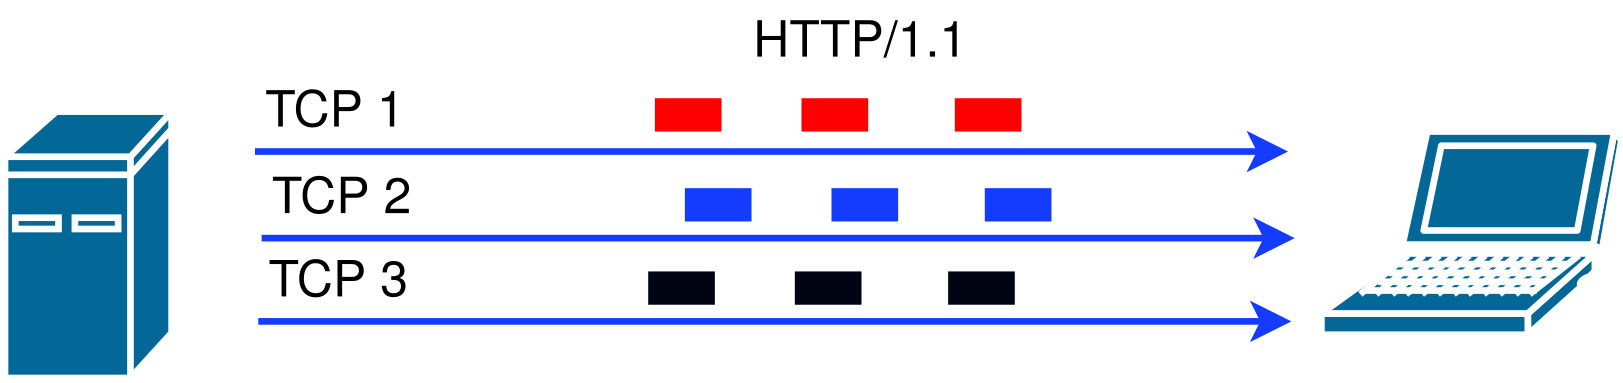 HTTP/1.1
TCP 1
TCP 2
TCP 3